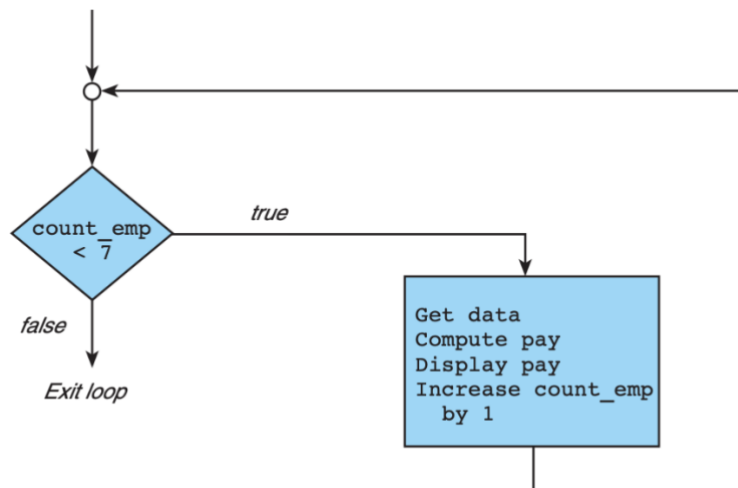 true
count_emp
< 7
false
Exit loop
Get data
Compute pay
Display pay
Increase count_emp
by 1